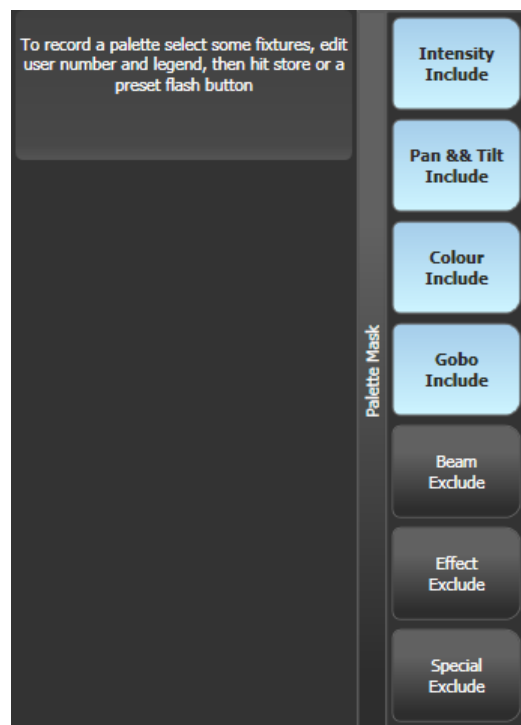 To record a palette select some fixtures, edit
user number and legend, then hit store or a
preset flash button
Palette Mask
Intensity
Include
Pan && Tilt
Include
Colour
Include
Gobo
Include
Beam
Exclude
Effect
Exclude
Special
Exclude